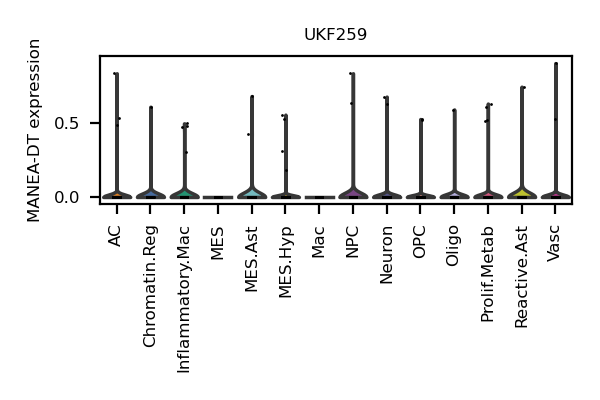 UKF259
MANEA-DT expression
0.5
0.0
AC
Chromatin.Reg
Inflammatory.Mac
MES
MES.Ast
MES.Hyp
Mac
NPC
Neuron
OPC
Oligo
Prolif.Metab
Reactive.Ast
Vasc